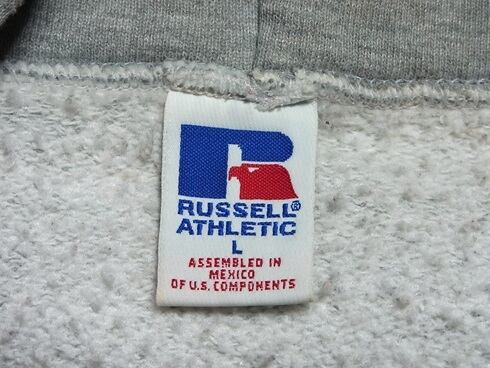 R
RUSSELL®
ATHLETIC
L
ASSEMBLED IN
MEXICO
OF U.S. COMPONENTS